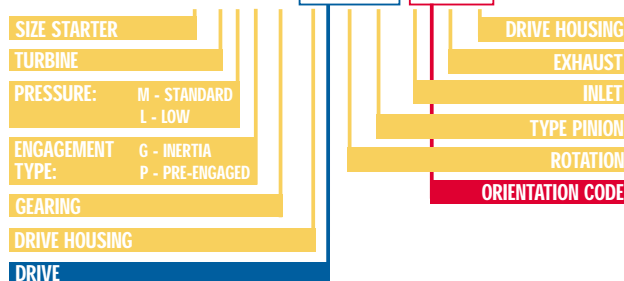 SIZE STARTER
TURBINE
PRESSURE: M - STANDARD
L - LOW
ENGAGEMENT G - INERTIA
TYPE: P - PRE-ENGAGED
GEARING
DRIVE HOUSING
DRIVE
DRIVE HOUSING
EXHAUST
INLET
TYPE PINION
ROTATION
ORIENTATION CODE